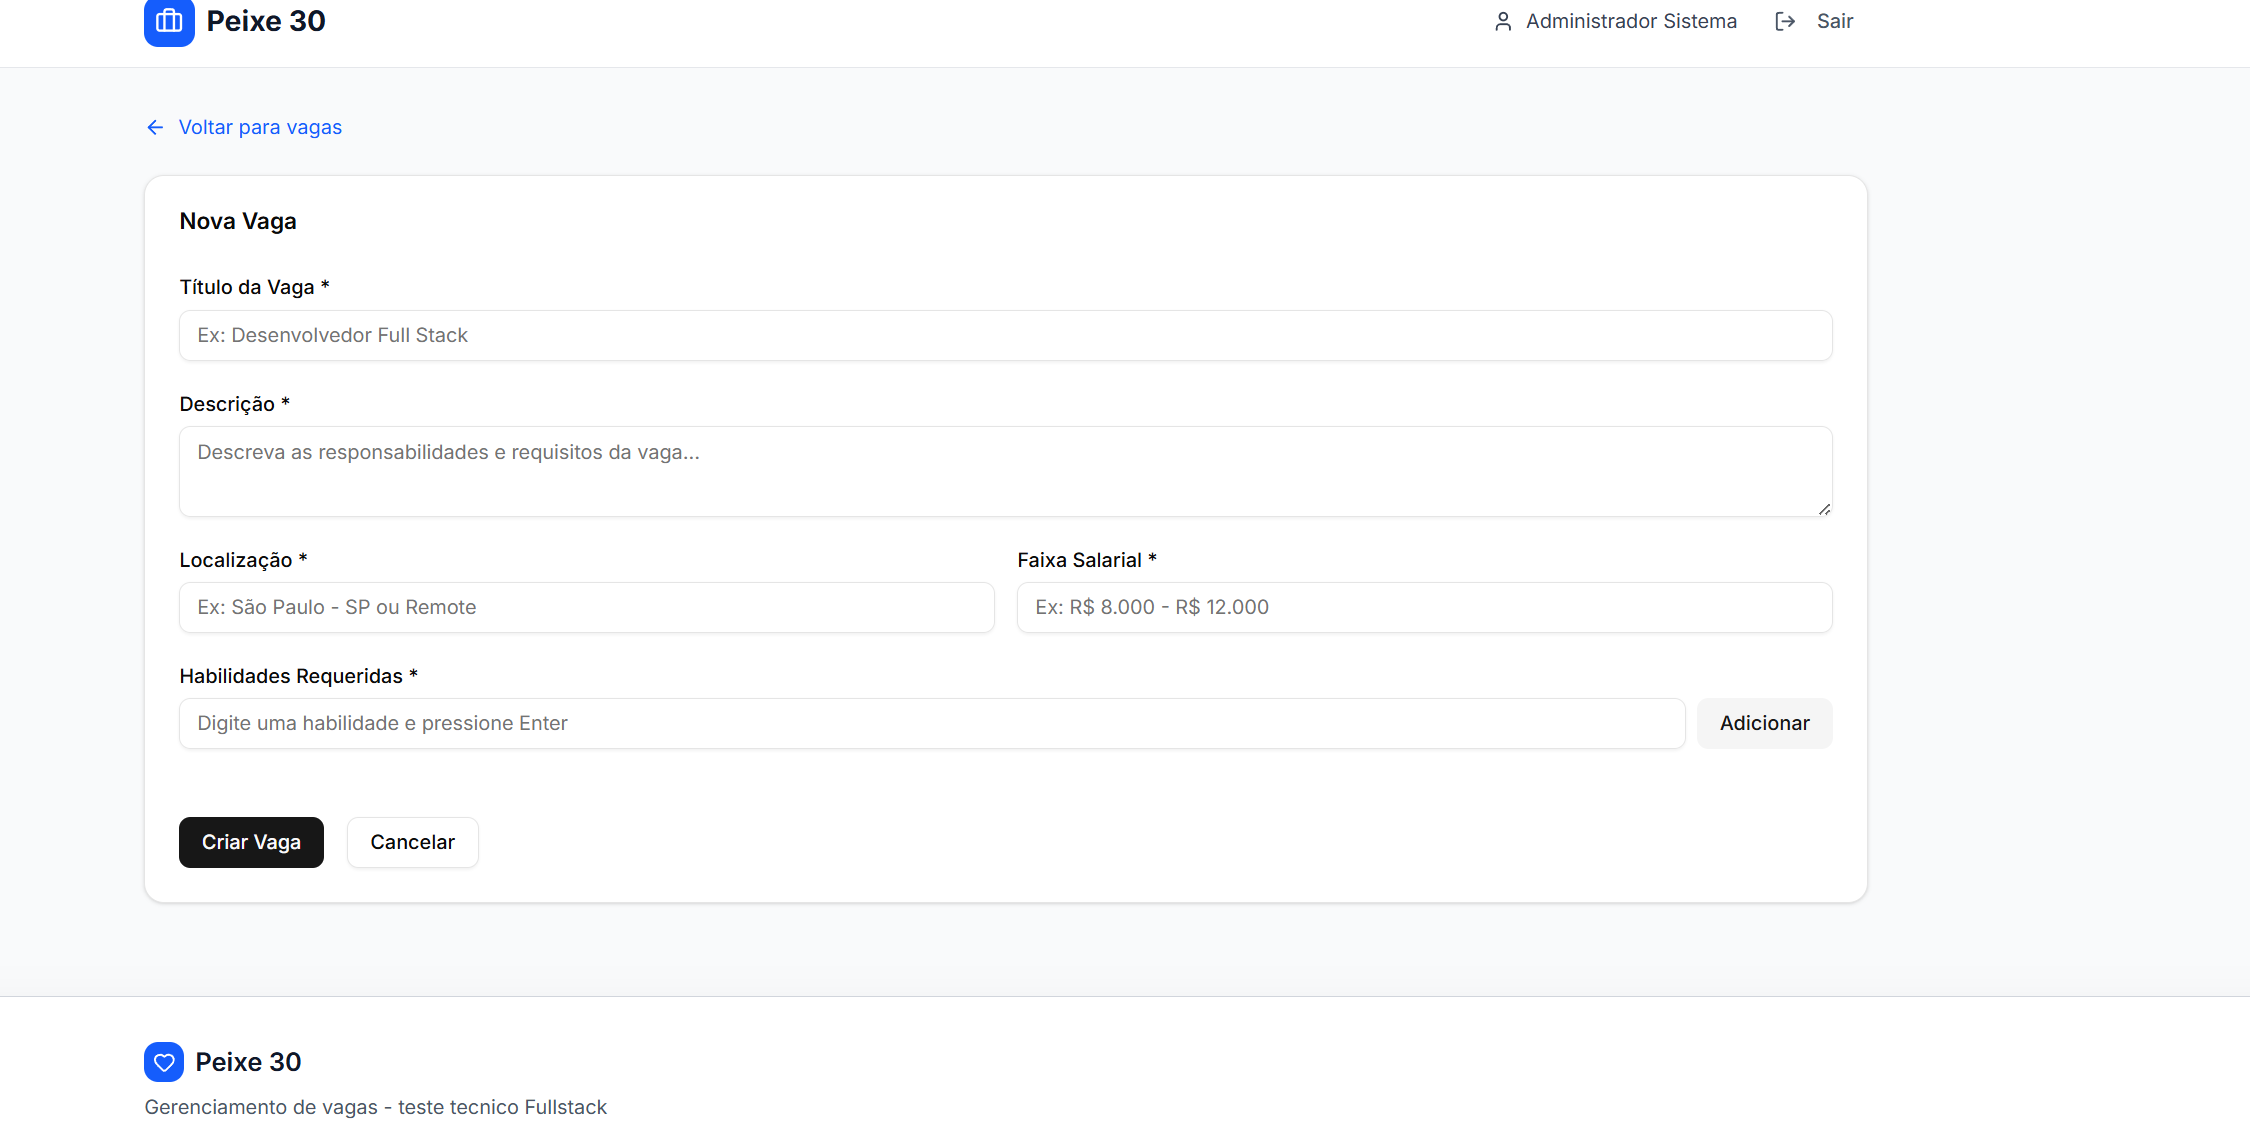 Peixe 30
Administrador Sistema
Sair
Voltar para vagas
Nova Vaga
Título da Vaga *
Ex: Desenvolvedor Full Stack
Descrição *
Descreva as responsabilidades e requisitos da vaga...
Localização *
Faixa Salarial *
Ex: São Paulo - SP ou Remote
Ex: R$ 8.000 - R$ 12.000
Habilidades Requeridas *
Digite uma habilidade e pressione Enter
Adicionar
Criar Vaga
Cancelar
Peixe 30
Gerenciamento de vagas - teste tecnico Fullstack